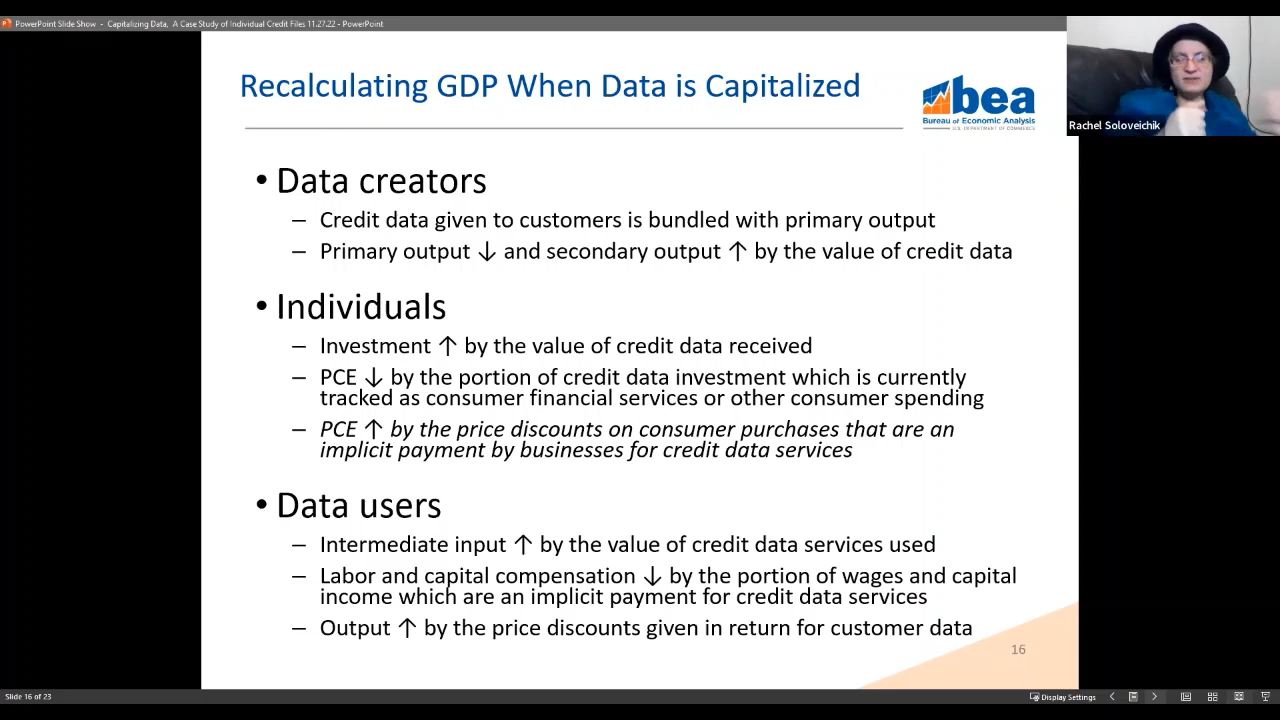 PowerPoint Slide Show - Capitalizing Data, A Case Study of Individual Credit Files 11.27.22 - PowerPoint
Recalculating GDP When Data is Capitalized
bea
Bureau of Economic Analysis
U.S. DEPARTMENT OF COMMERCE
Rachel Soloveichik
• Data creators
– Credit data given to customers is bundled with primary output
– Primary output ↓ and secondary output ↑ by the value of credit data
• Individuals
– Investment ↑ by the value of credit data received
– PCE ↓ by the portion of credit data investment which is currently
tracked as consumer financial services or other consumer spending
– PCE ↑ by the price discounts on consumer purchases that are an
implicit payment by businesses for credit data services
• Data users
– Intermediate input ↑ by the value of credit data services used
– Labor and capital compensation ↓ by the portion of wages and capital
income which are an implicit payment for credit data services
– Output ↑ by the price discounts given in return for customer data
16
Slide 16 of 23
Display Settings